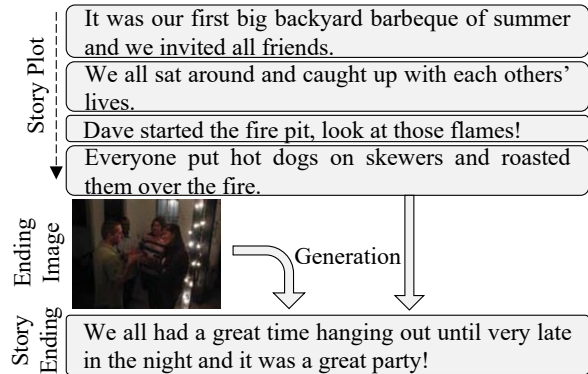 Story Plot
It was our first big backyard barbeque of summer
and we invited all friends.
We all sat around and caught up with each others'
lives.
Dave started the fire pit, look at those flames!
Everyone put hot dogs on skewers and roasted
them over the fire.
Ending
Image
Generation
Story
Ending
We all had a great time hanging out until very late
in the night and it was a great party!